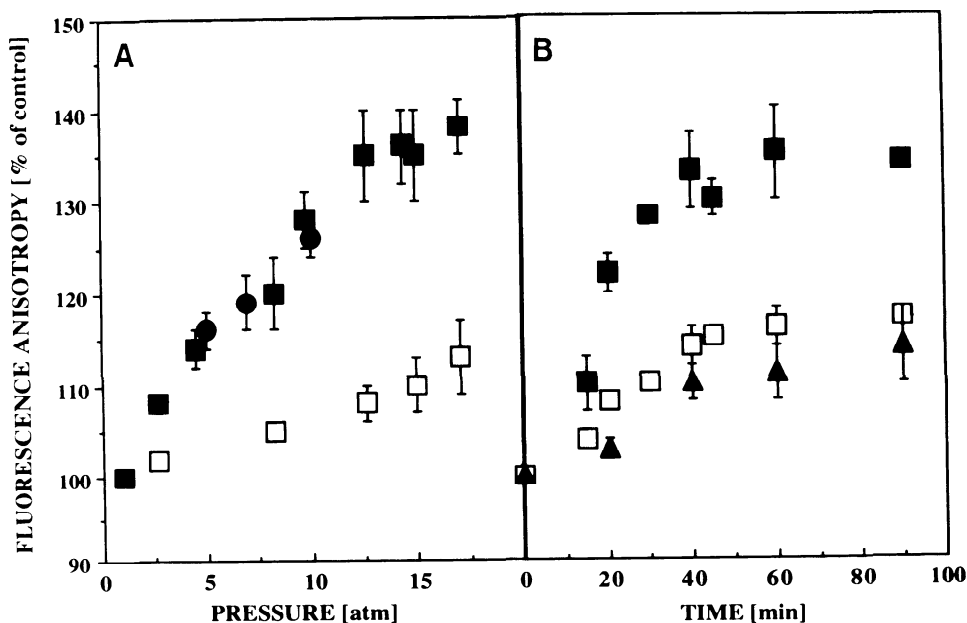 FLUORESCENCE ANISOTROPY [% of control]
150
140
130
120
110
100
90
A
B
0 5 10 15 0 20 40 60 80 100
PRESSURE [atm] TIME [min]